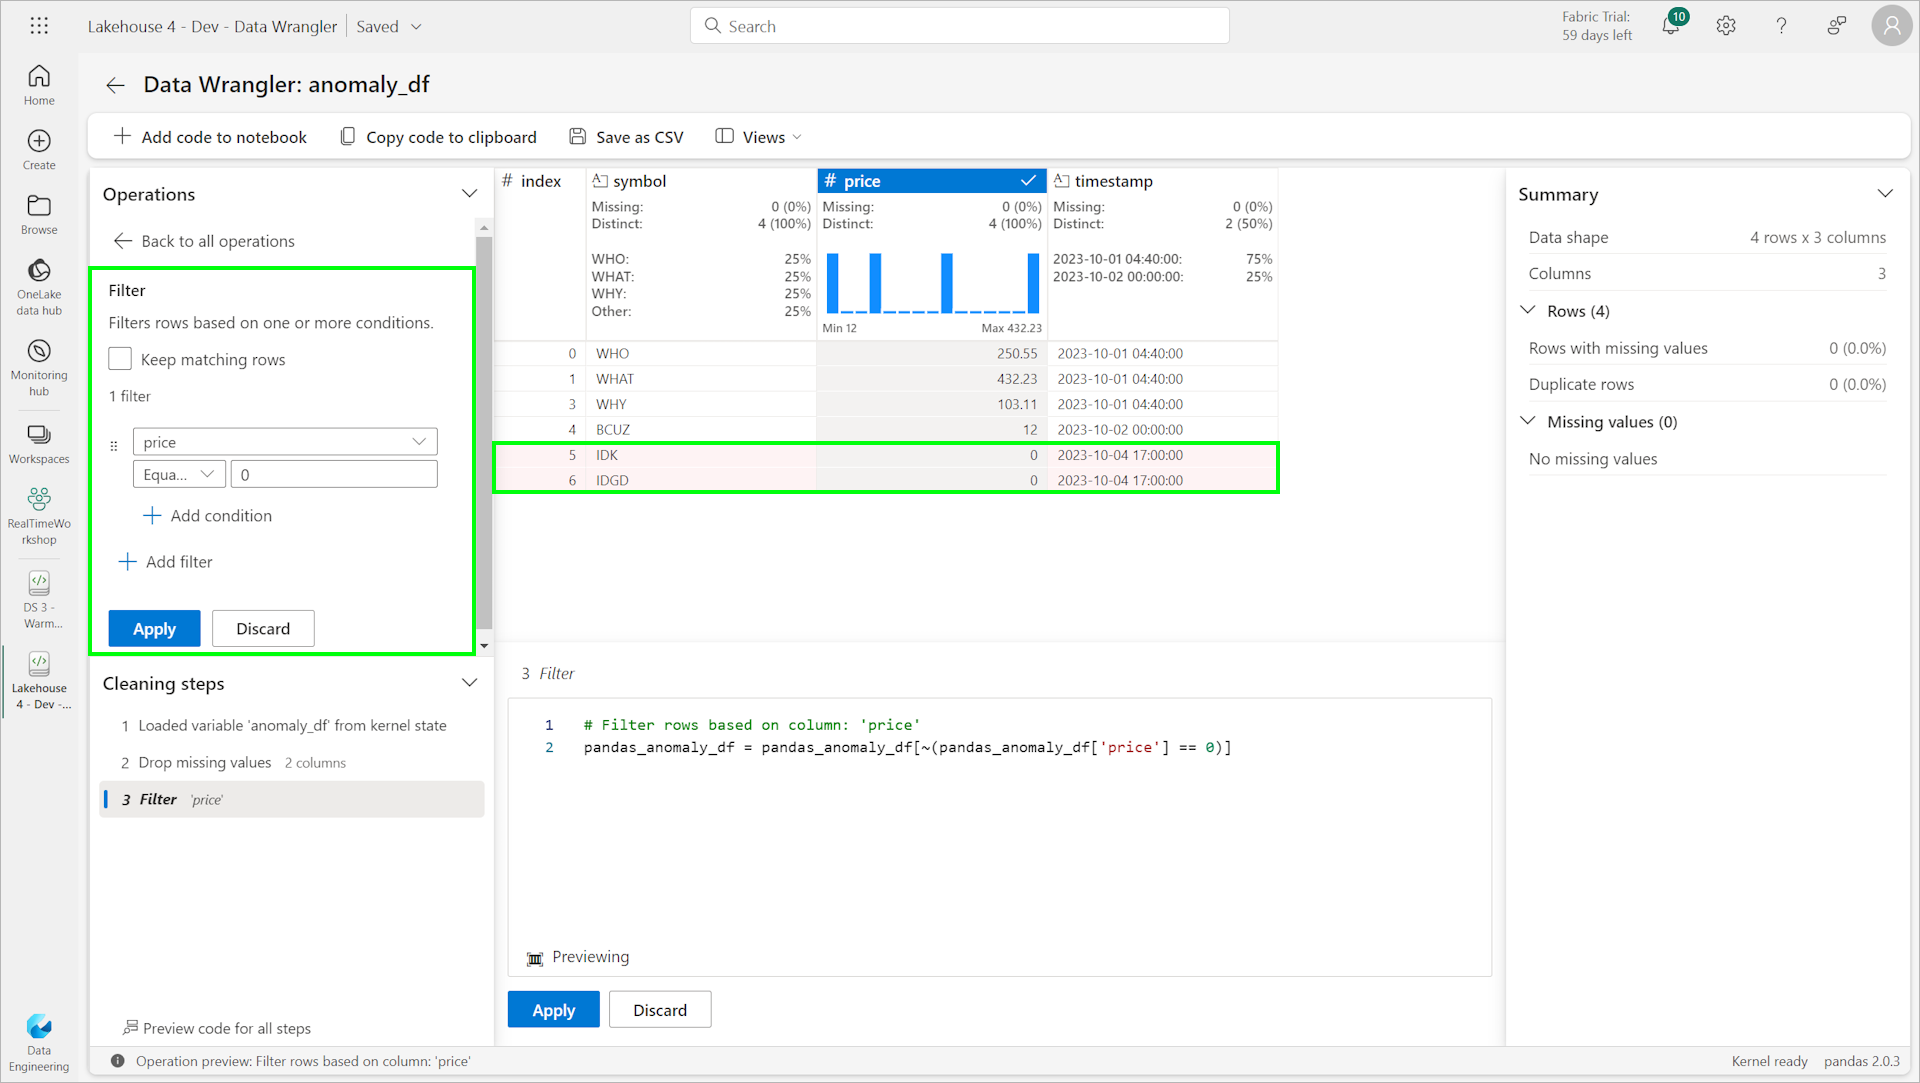 Lakehouse 4 - Dev - Data Wrangler
Saved
Search
Fabric Trial:
59 days left
10
Home
Create
Browse
OneLake
data hub
Monitoring
hub
Workspaces
RealTimeWo
rkshop
DS 3 -
Warm...
Lakehouse
4 - Dev -...
Data
Engineering
Data Wrangler: anomaly_df
Add code to notebook
Copy code to clipboard
Save as CSV
Views
Operations
Back to all operations
Filter
Filters rows based on one or more conditions.
Keep matching rows
1 filter
price
Equa... 0
Add condition
Add filter
Apply Discard
Cleaning steps
1 Loaded variable 'anomaly_df' from kernel state
2 Drop missing values 2 columns
3 Filter 'price'
Preview code for all steps
# index
symbol
Missing: 0 (0%)
Distinct: 4 (100%)
WHO: 25%
WHAT: 25%
WHY: 25%
Other: 25%
# price
Missing: 0 (0%)
Distinct: 4 (100%)
Min 12 Max 432.23
timestamp
Missing: 0 (0%)
Distinct: 2 (50%)
2023-10-01 04:40:00: 75%
2023-10-02 00:00:00: 25%
0 WHO 250.55 2023-10-01 04:40:00
1 WHAT 432.23 2023-10-01 04:40:00
3 WHY 103.11 2023-10-01 04:40:00
4 BCUZ 12 2023-10-02 00:00:00
5 IDK 0 2023-10-04 17:00:00
6 IDGD 0 2023-10-04 17:00:00
3 Filter
1 # Filter rows based on column: 'price'
2 pandas_anomaly_df = pandas_anomaly_df[~(pandas_anomaly_df['price'] == 0)]
Previewing
Apply Discard
Summary
Data shape 4 rows x 3 columns
Columns 3
Rows (4)
Rows with missing values 0 (0.0%)
Duplicate rows 0 (0.0%)
Missing values (0)
No missing values
Operation preview: Filter rows based on column: 'price'
Kernel ready pandas 2.0.3